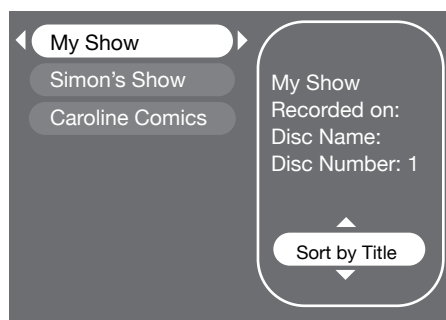 My Show
Simon's Show
Caroline Comics
My Show
Recorded on:
Disc Name:
Disc Number: 1
Sort by Title